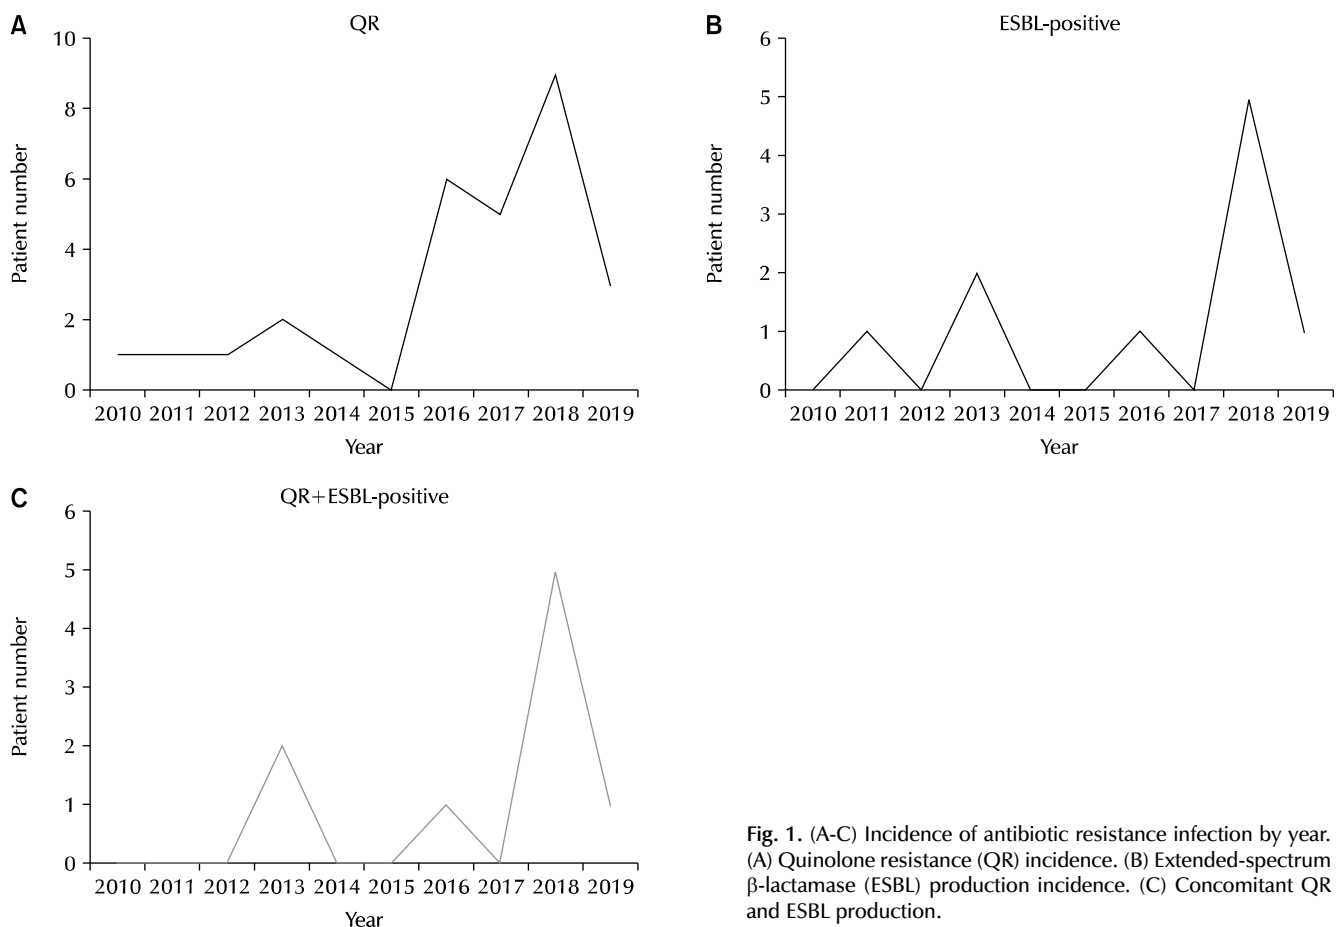 A
QR
10
8
6
4
2
0
Patient number
2010 2011 2012 2013 2014 2015 2016 2017 2018 2019
Year
B
ESBL-positive
6
5
4
3
2
1
0
Patient number
2010 2011 2012 2013 2014 2015 2016 2017 2018 2019
Year
C
QR+ESBL-positive
6
5
4
3
2
1
0
Patient number
2010 2011 2012 2013 2014 2015 2016 2017 2018 2019
Year
Fig. 1. (A-C) Incidence of antibiotic resistance infection by year.
(A) Quinolone resistance (QR) incidence. (B) Extended-spectrum
β-lactamase (ESBL) production incidence. (C) Concomitant QR
and ESBL production.